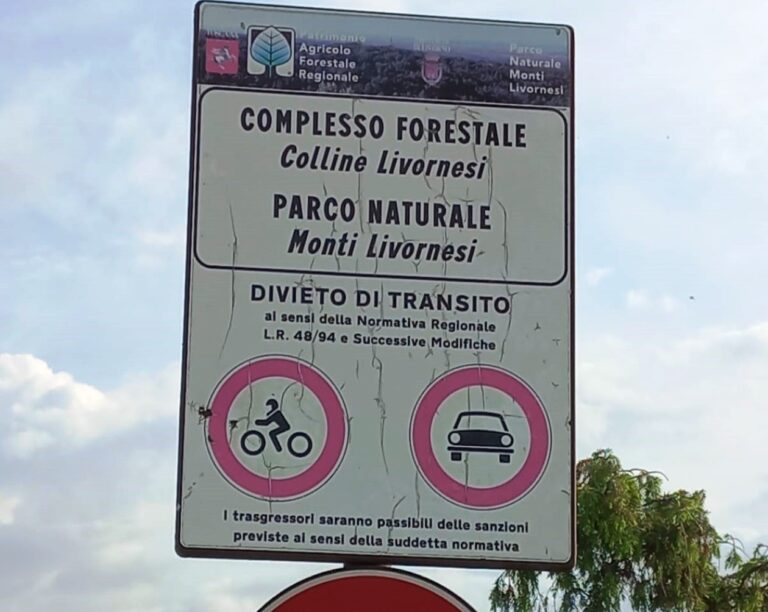 Patrimonio
Agricolo
Forestale
Regionale
Parco
Naturale
Monti
Livornesi
COMPLESSO FORESTALE
Colline Livornesi
PARCO NATURALE
Monti Livornesi
DIVIETO DI TRANSITO
ai sensi della Normativa Regionale
L.R. 48/94 e Successive Modifiche
I trasgressori saranno passibili delle sanzioni
previste ai sensi della suddetta normativa